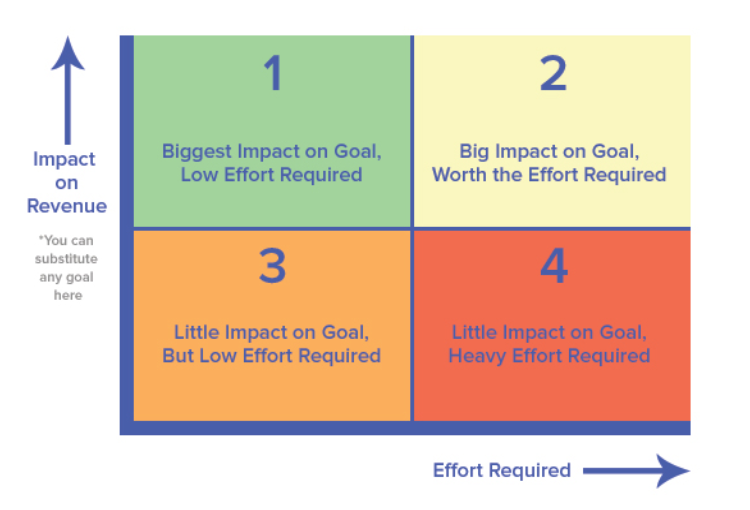 Impact
on
Revenue
*You can
substitute
any goal
here
1
Biggest Impact on Goal,
Low Effort Required
2
Big Impact on Goal,
Worth the Effort Required
3
Little Impact on Goal,
But Low Effort Required
4
Little Impact on Goal,
Heavy Effort Required
Effort Required